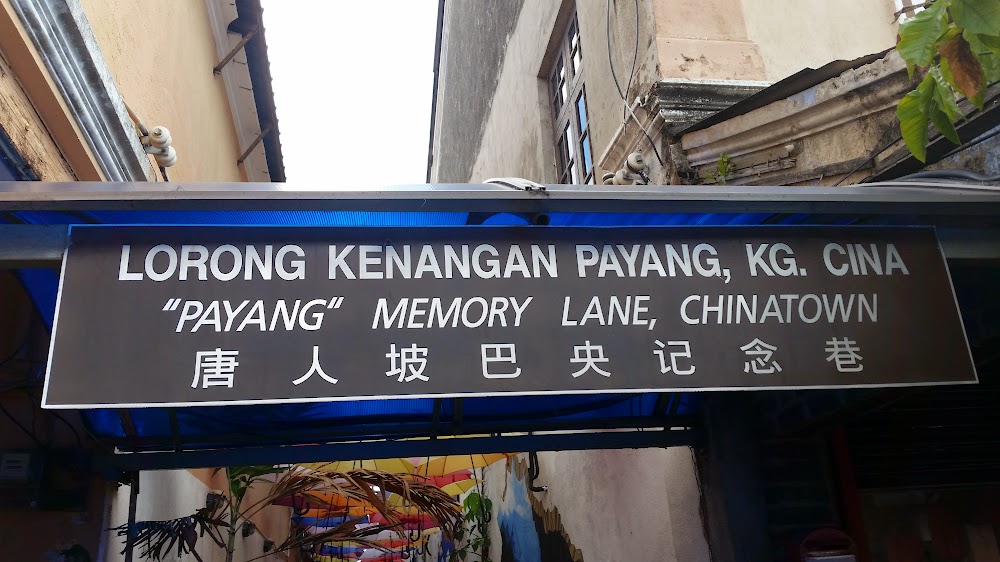 LORONG KENANGAN PAYANG, KG. CINA
"PAYANG" MEMORY LANE, CHINATOWN
唐人坡巴央记念巷